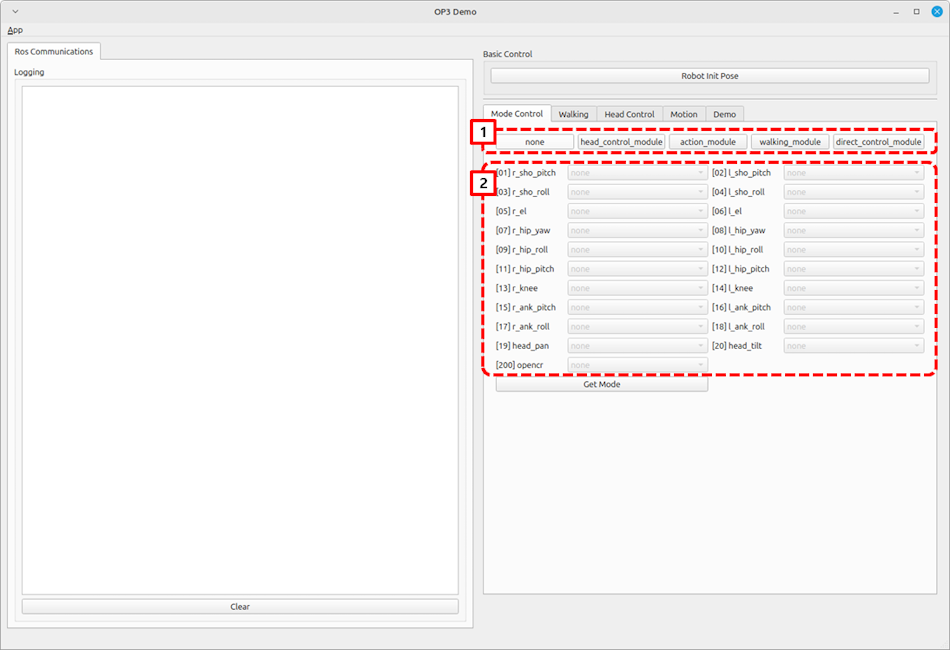 OP3 Demo
App
Ros Communications
Logging
Clear
Basic Control
Robot Init Pose
Mode Control Walking Head Control Motion Demo
1
none head_control_module action_module walking_module direct_control_module
2
[01] r_sho_pitch none [02] l_sho_pitch none
[03] r_sho_roll none [04] l_sho_roll none
[05] r_el none [06] l_el none
[07] r_hip_yaw none [08] l_hip_yaw none
[09] r_hip_roll none [10] l_hip_roll none
[11] r_hip_pitch none [12] l_hip_pitch none
[13] r_knee none [14] l_knee none
[15] r_ank_pitch none [16] l_ank_pitch none
[17] r_ank_roll none [18] l_ank_roll none
[19] head_pan none [20] head_tilt none
[200] opencr none
Get Mode